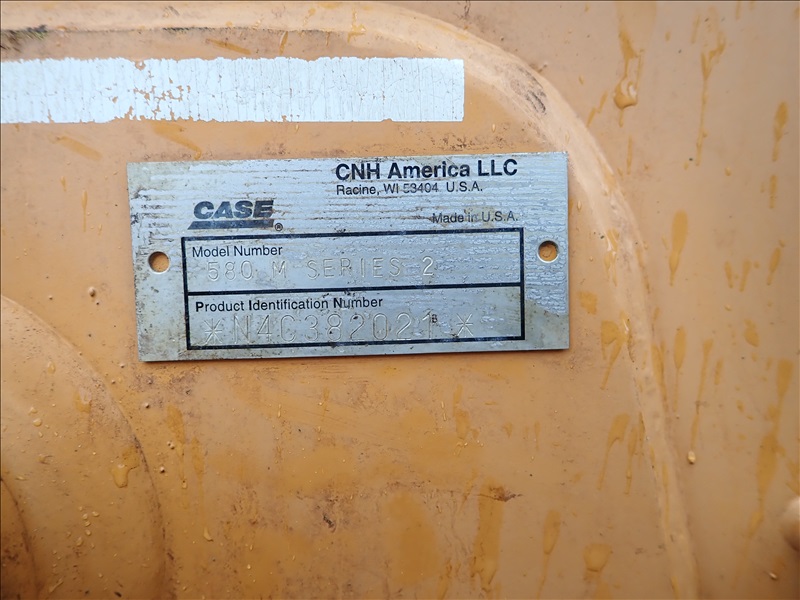 CNH America LLC
Racine, WI 53404 U.S.A.
CASE®
Made in U.S.A.
Model Number
580 M SERIES 2
Product Identification Number
*N4C382021*